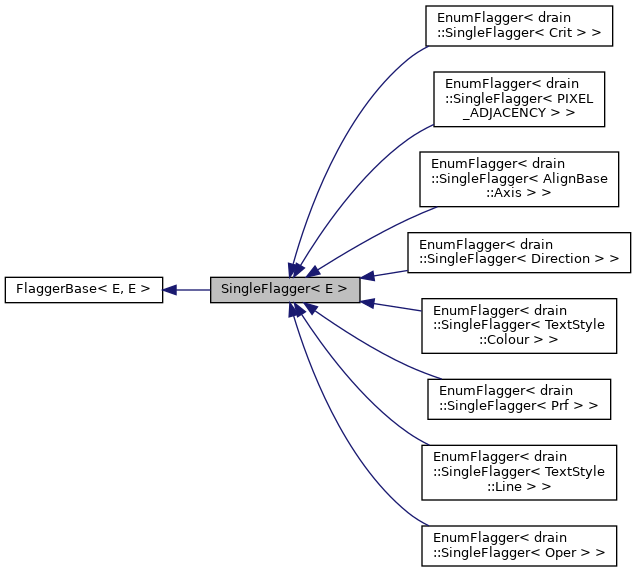 EnumFlagger< drain
::SingleFlagger< Crit > >
EnumFlagger< drain
::SingleFlagger< PIXEL
_ADJACENCY > >
EnumFlagger< drain
::SingleFlagger< AlignBase
::Axis > >
EnumFlagger< drain
::SingleFlagger< Direction > >
FlaggerBase< E, E >
SingleFlagger< E >
EnumFlagger< drain
::SingleFlagger< TextStyle
::Colour > >
EnumFlagger< drain
::SingleFlagger< Prf > >
EnumFlagger< drain
::SingleFlagger< TextStyle
::Line > >
EnumFlagger< drain
::SingleFlagger< Oper > >